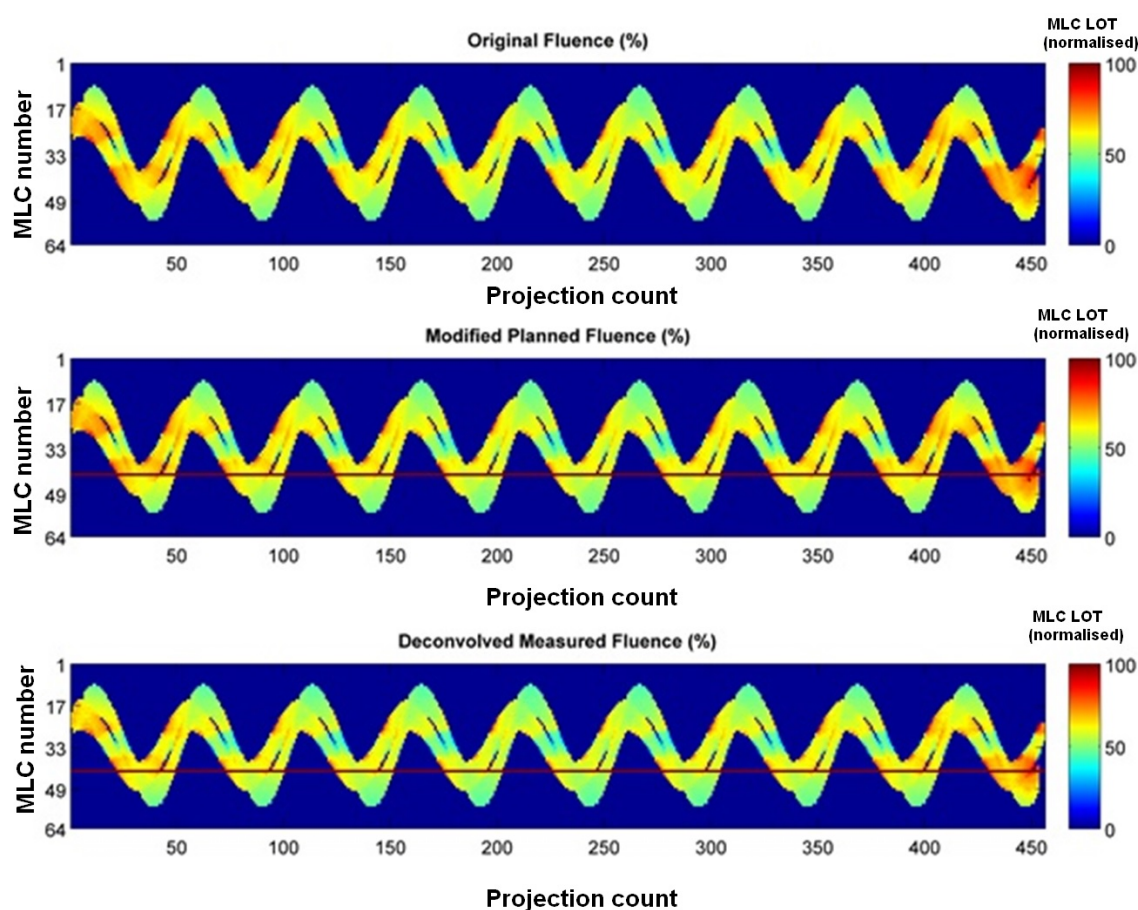 Original Fluence (%)
MLC LOT
(normalised)
MLC number
1
17
33
49
64
50 100 150 200 250 300 350 400 450
Projection count
100
50
0
Modified Planned Fluence (%)
MLC LOT
(normalised)
MLC number
1
17
33
49
64
50 100 150 200 250 300 350 400 450
Projection count
100
50
0
Deconvolved Measured Fluence (%)
MLC LOT
(normalised)
MLC number
1
17
33
49
64
50 100 150 200 250 300 350 400 450
Projection count
100
50
0